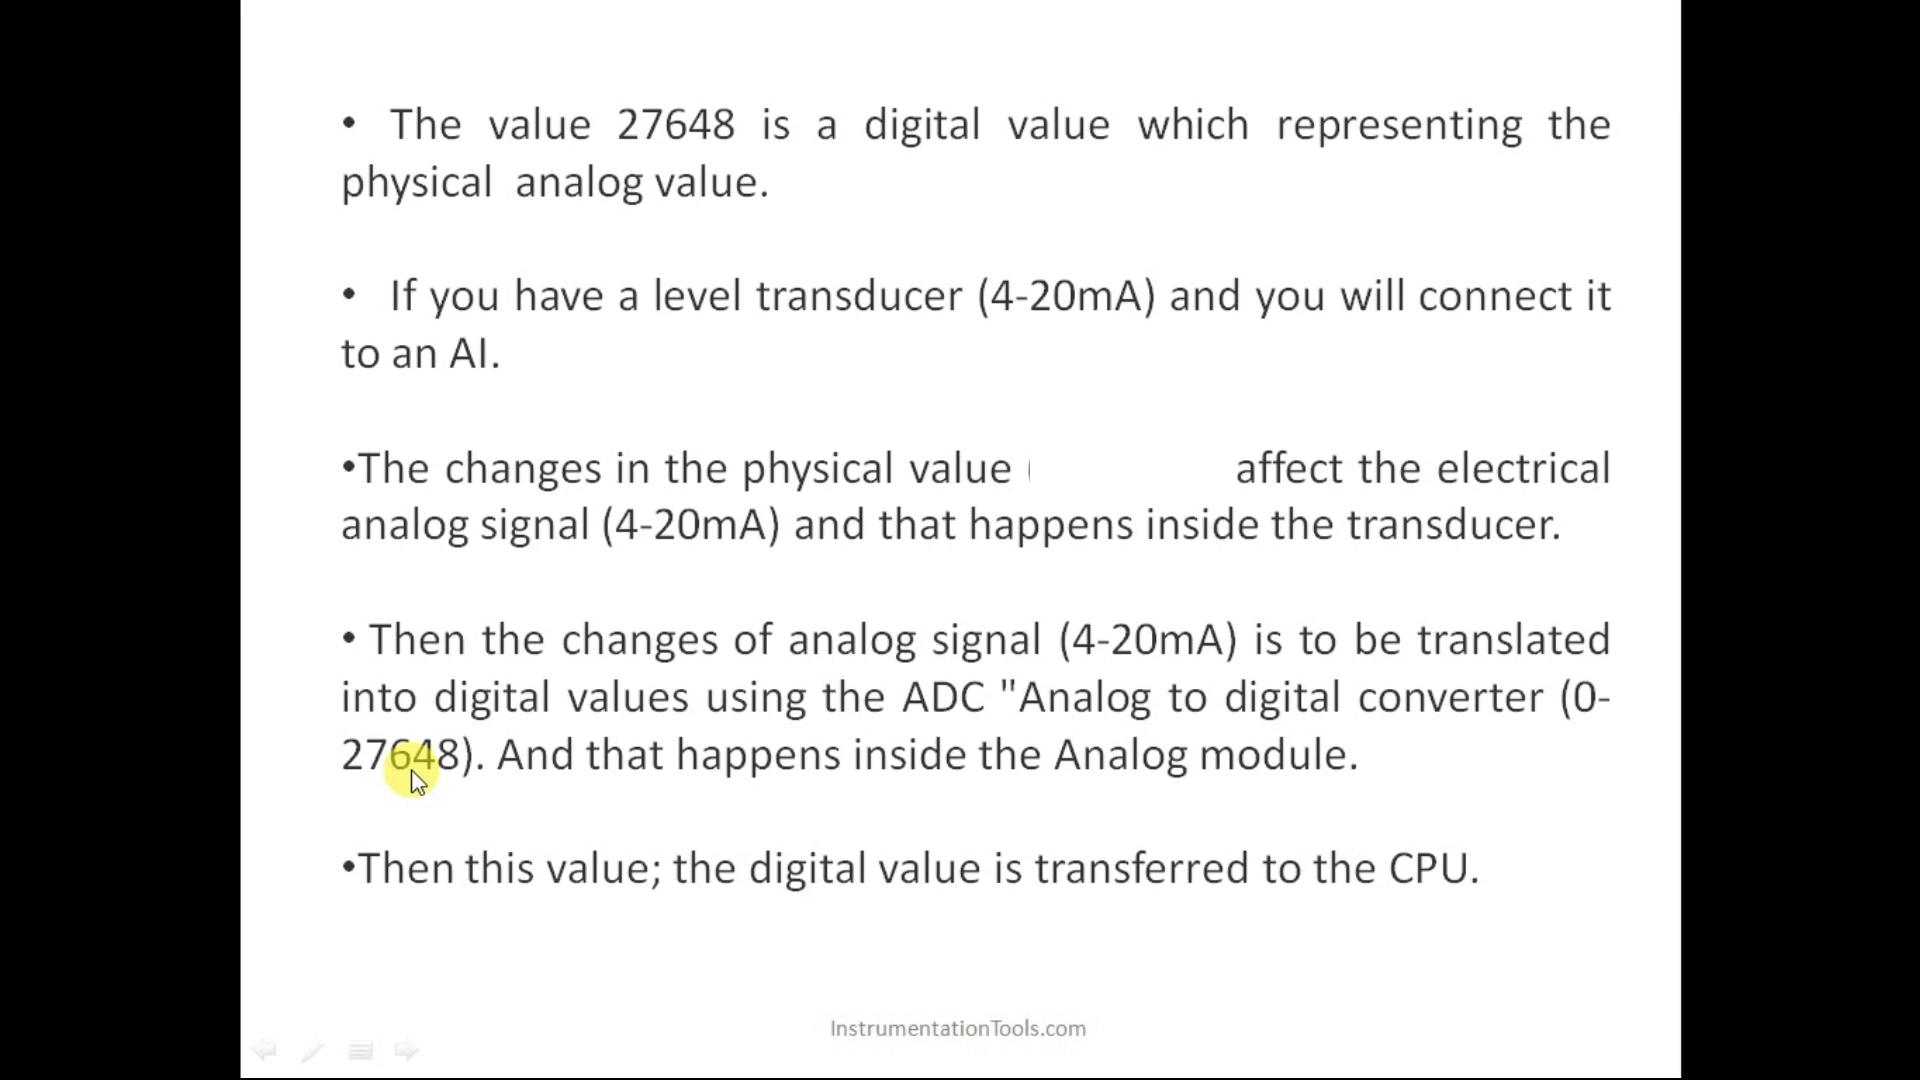 • The value 27648 is a digital value which representing the
physical analog value.
• If you have a level transducer (4-20mA) and you will connect it
to an AI.
•The changes in the physical value affect the electrical
analog signal (4-20mA) and that happens inside the transducer.
• Then the changes of analog signal (4-20mA) is to be translated
into digital values using the ADC "Analog to digital converter (0-
27648). And that happens inside the Analog module.
•Then this value; the digital value is transferred to the CPU.
InstrumentationTools.com